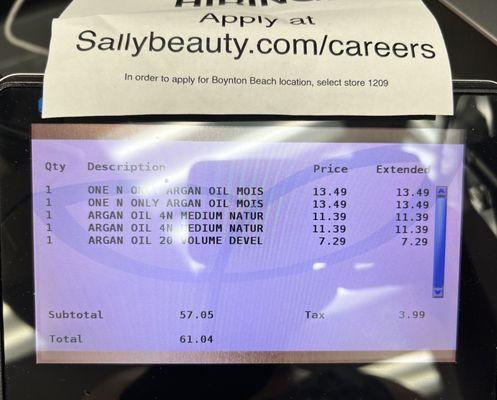 HIRING
Apply at
Sallybeauty.com/careers
In order to apply for Boynton Beach location, select store 1209
Qty Description Price Extended
1 ONE N ONLY ARGAN OIL MOIS 13.49 13.49
1 ONE N ONLY ARGAN OIL MOIS 13.49 13.49
1 ARGAN OIL 4N MEDIUM NATUR 11.39 11.39
1 ARGAN OIL 4N MEDIUM NATUR 11.39 11.39
1 ARGAN OIL 20 VOLUME DEVEL 7.29 7.29
Subtotal 57.05 Tax 3.99
Total 61.04